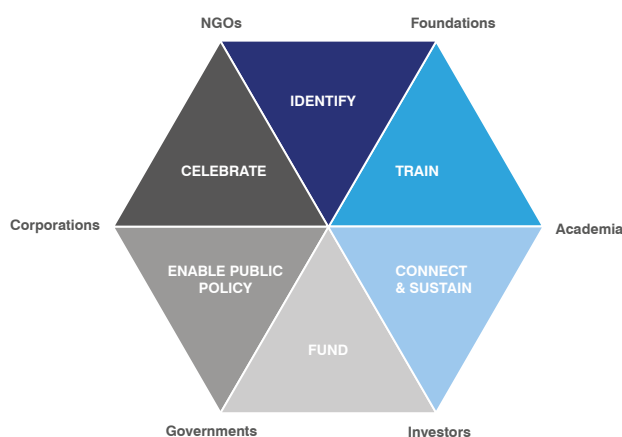 NGOs
Foundations
IDENTIFY
CELEBRATE
TRAIN
Corporations
Academia
ENABLE PUBLIC
POLICY
CONNECT
& SUSTAIN
FUND
Governments
Investors